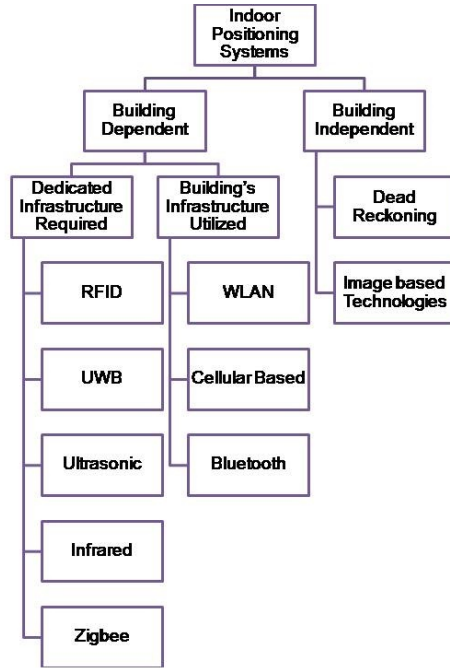 Indoor
Positioning
Systems
Building
Dependent
Building
Independent
Dedicated
Infrastructure
Required
Building's
Infrastructure
Utilized
Dead
Reckoning
RFID
WLAN
Image based
Technologies
UWB
Cellular Based
Ultrasonic
Bluetooth
Infrared
Zigbee